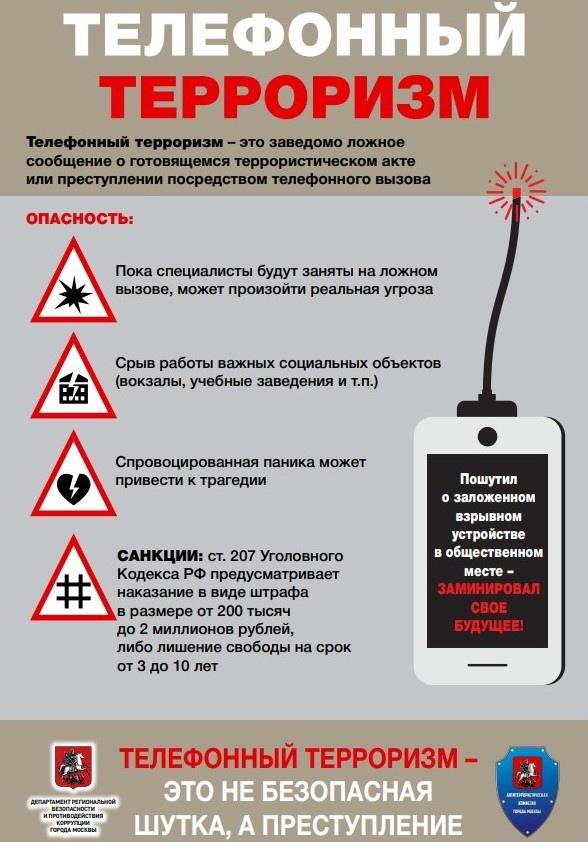 ТЕЛЕФОННЫЙ
ТЕРРОРИЗМ
Телефонный терроризм – это заведомо ложное
сообщение о готовящемся террористическом акте
или преступлении посредством телефонного вызова
ОПАСНОСТЬ:
Пока специалисты будут заняты на ложном
вызове, может произойти реальная угроза
Срыв работы важных социальных объектов
(вокзалы, учебные заведения и т.п.)
Спровоцированная паника может
привести к трагедии
САНКЦИИ: ст. 207 Уголовного
Кодекса РФ предусматривает
наказание в виде штрафа
в размере от 200 тысяч
до 2 миллионов рублей,
либо лишение свободы на срок
от 3 до 10 лет
Пошутил
о заложенном
взрывном
устройстве
в общественном
месте –
ЗАМИНИРОВАЛ
СВОЕ
БУДУЩЕЕ!
ТЕЛЕФОННЫЙ ТЕРРОРИЗМ –
ЭТО НЕ БЕЗОПАСНАЯ
ШУТКА, А ПРЕСТУПЛЕНИЕ
ДЕПАРТАМЕНТ РЕГИОНАЛЬНОЙ
БЕЗОПАСНОСТИ
И ПРОТИВОДЕЙСТВИЯ
КОРРУПЦИИ
ГОРОДА МОСКВЫ
АНТИТЕРРОРИСТИЧЕСКАЯ
КОМИССИЯ
ГОРОДА МОСКВЫ